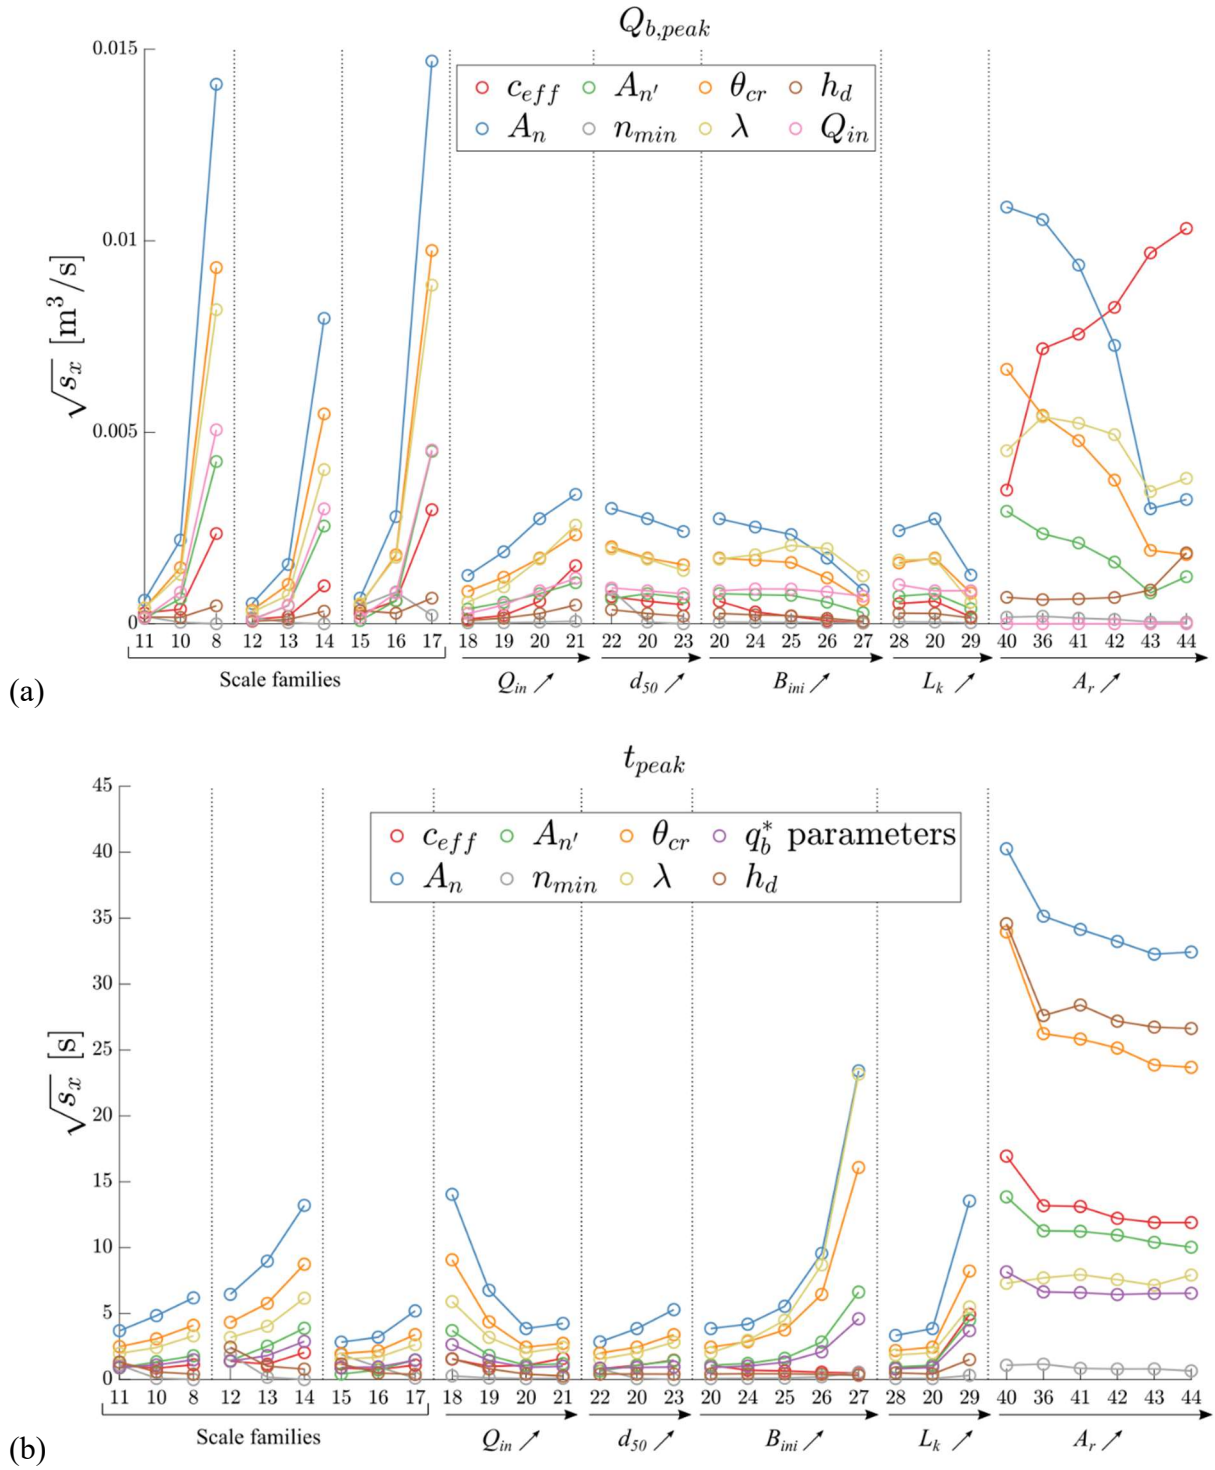 Q_{b,peak}
0.015
c_{eff} A_{n'} θ_{cr} h_d
A_n n_{min} λ Q_{in}
0.01
√s_x [m³/s]
0.005
0
11 10 8 12 13 14 15 16 17 18 19 20 21 22 20 23 20 24 25 26 27 28 20 29 40 36 41 42 43 44
Scale families Q_{in} ↗ d_{50} ↗ B_{ini} ↗ L_k ↗ A_r ↗
(a)
t_{peak}
45
c_{eff} A_{n'} θ_{cr} q_b^* parameters
A_n n_{min} λ h_d
40
35
30
25
√s_x [s]
20
15
10
5
0
11 10 8 12 13 14 15 16 17 18 19 20 21 22 20 23 20 24 25 26 27 28 20 29 40 36 41 42 43 44
Scale families Q_{in} ↗ d_{50} ↗ B_{ini} ↗ L_k ↗ A_r ↗
(b)